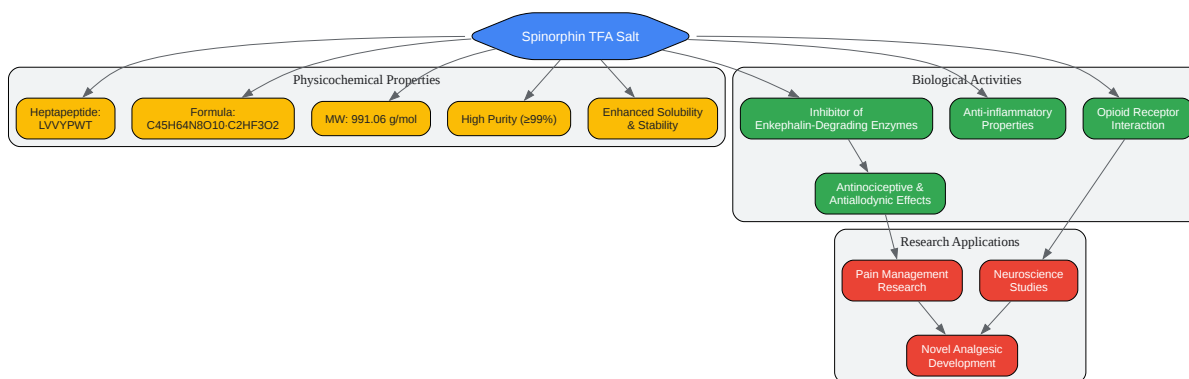 Spinorphin TFA Salt
Physicochemical Properties
Heptapeptide:
LVVYPWT
Formula:
C45H64N8O10·C2HF3O2
MW: 991.06 g/mol
High Purity (≥99%)
Enhanced Solubility
& Stability
Biological Activities
Inhibitor of
Enkephalin-Degrading Enzymes
Anti-inflammatory
Properties
Opioid Receptor
Interaction
Antinociceptive &
Antiallodynic Effects
Research Applications
Pain Management
Research
Neuroscience
Studies
Novel Analgesic
Development